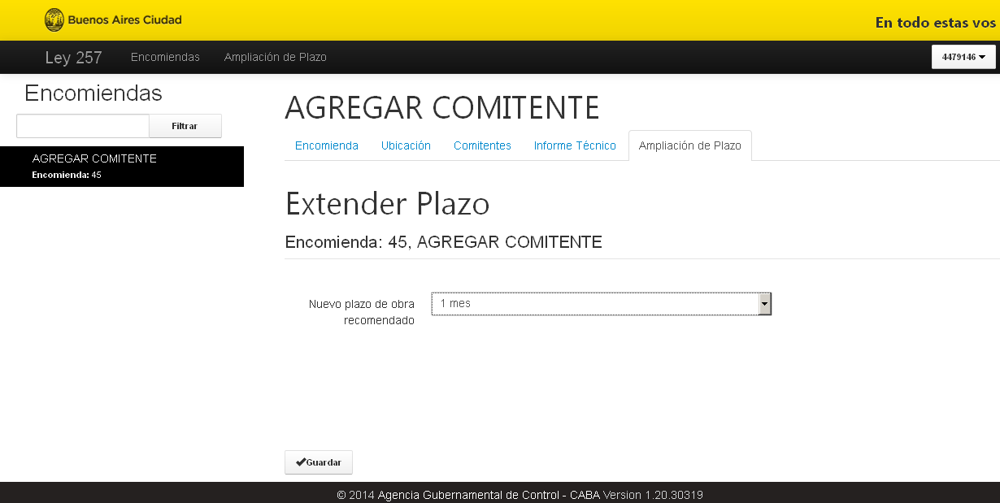 Buenos Aires Ciudad
En todo estas vos
Ley 257
Encomiendas
Ampliación de Plazo
4479146
Encomiendas
Filtrar
AGREGAR COMITENTE
Encomienda: 45
AGREGAR COMITENTE
Encomienda
Ubicación
Comitentes
Informe Técnico
Ampliación de Plazo
Extender Plazo
Encomienda: 45, AGREGAR COMITENTE
Nuevo plazo de obra
recomendado
1 mes
Guardar
© 2014 Agencia Gubernamental de Control - CABA Version 1.20.30319